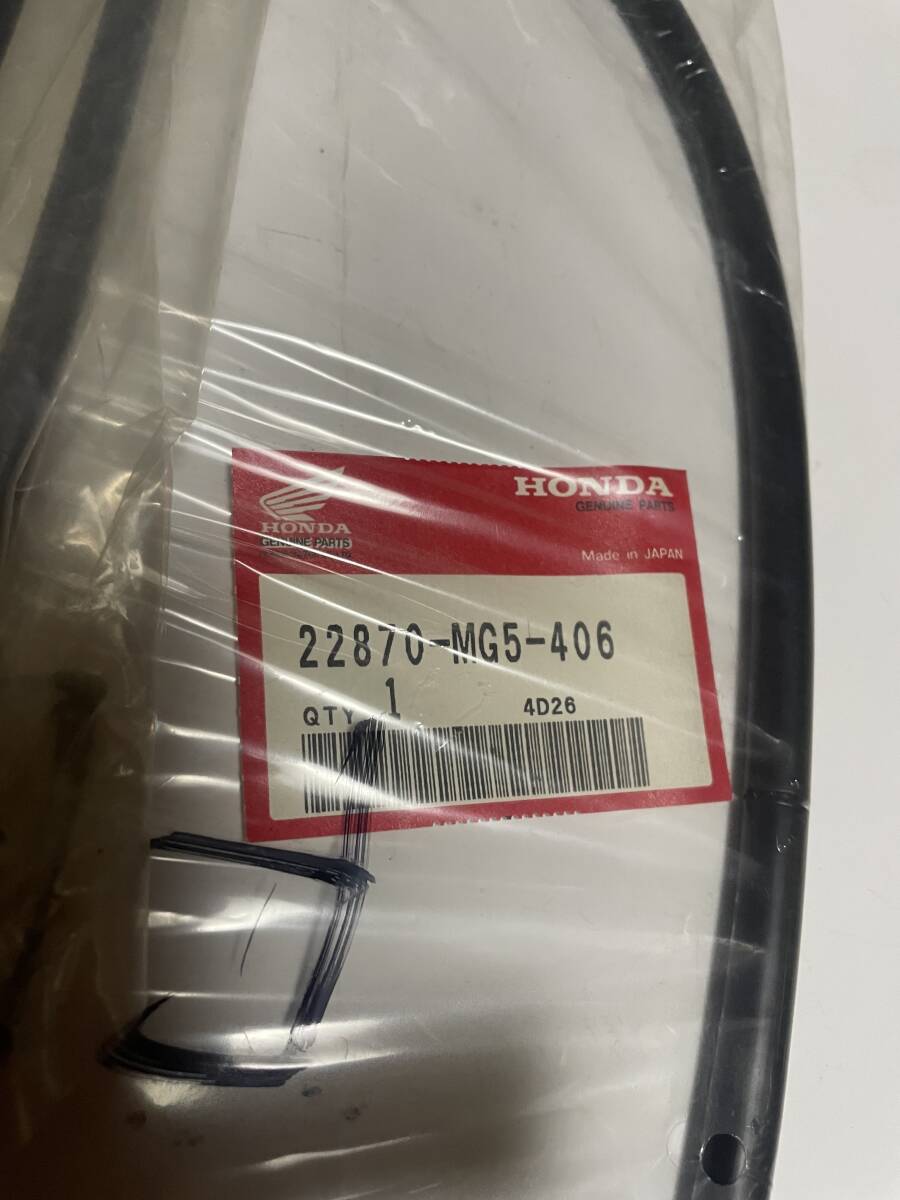 HONDA
GENUINE PARTS
HONDA
GENUINE PARTS
Made in JAPAN
22870-MG5-406
QTY 1 4D26